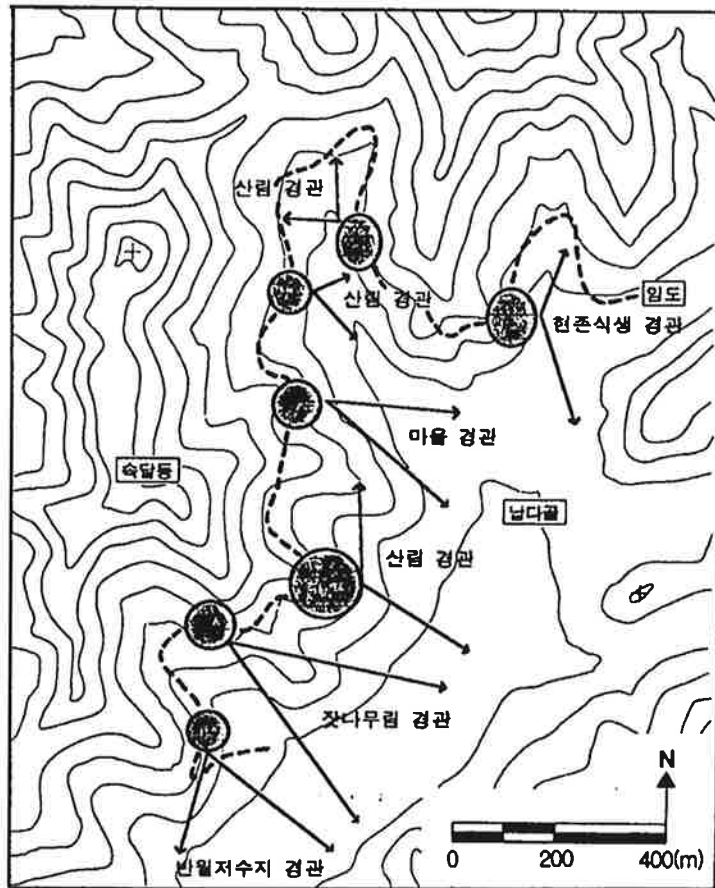 산림 경관
산림 경관
임도
현존식생 경관
마을 경관
속달동
납다골
산림 경관
잣나무림 경관
N
반월저수지 경관
0 200 400(m)